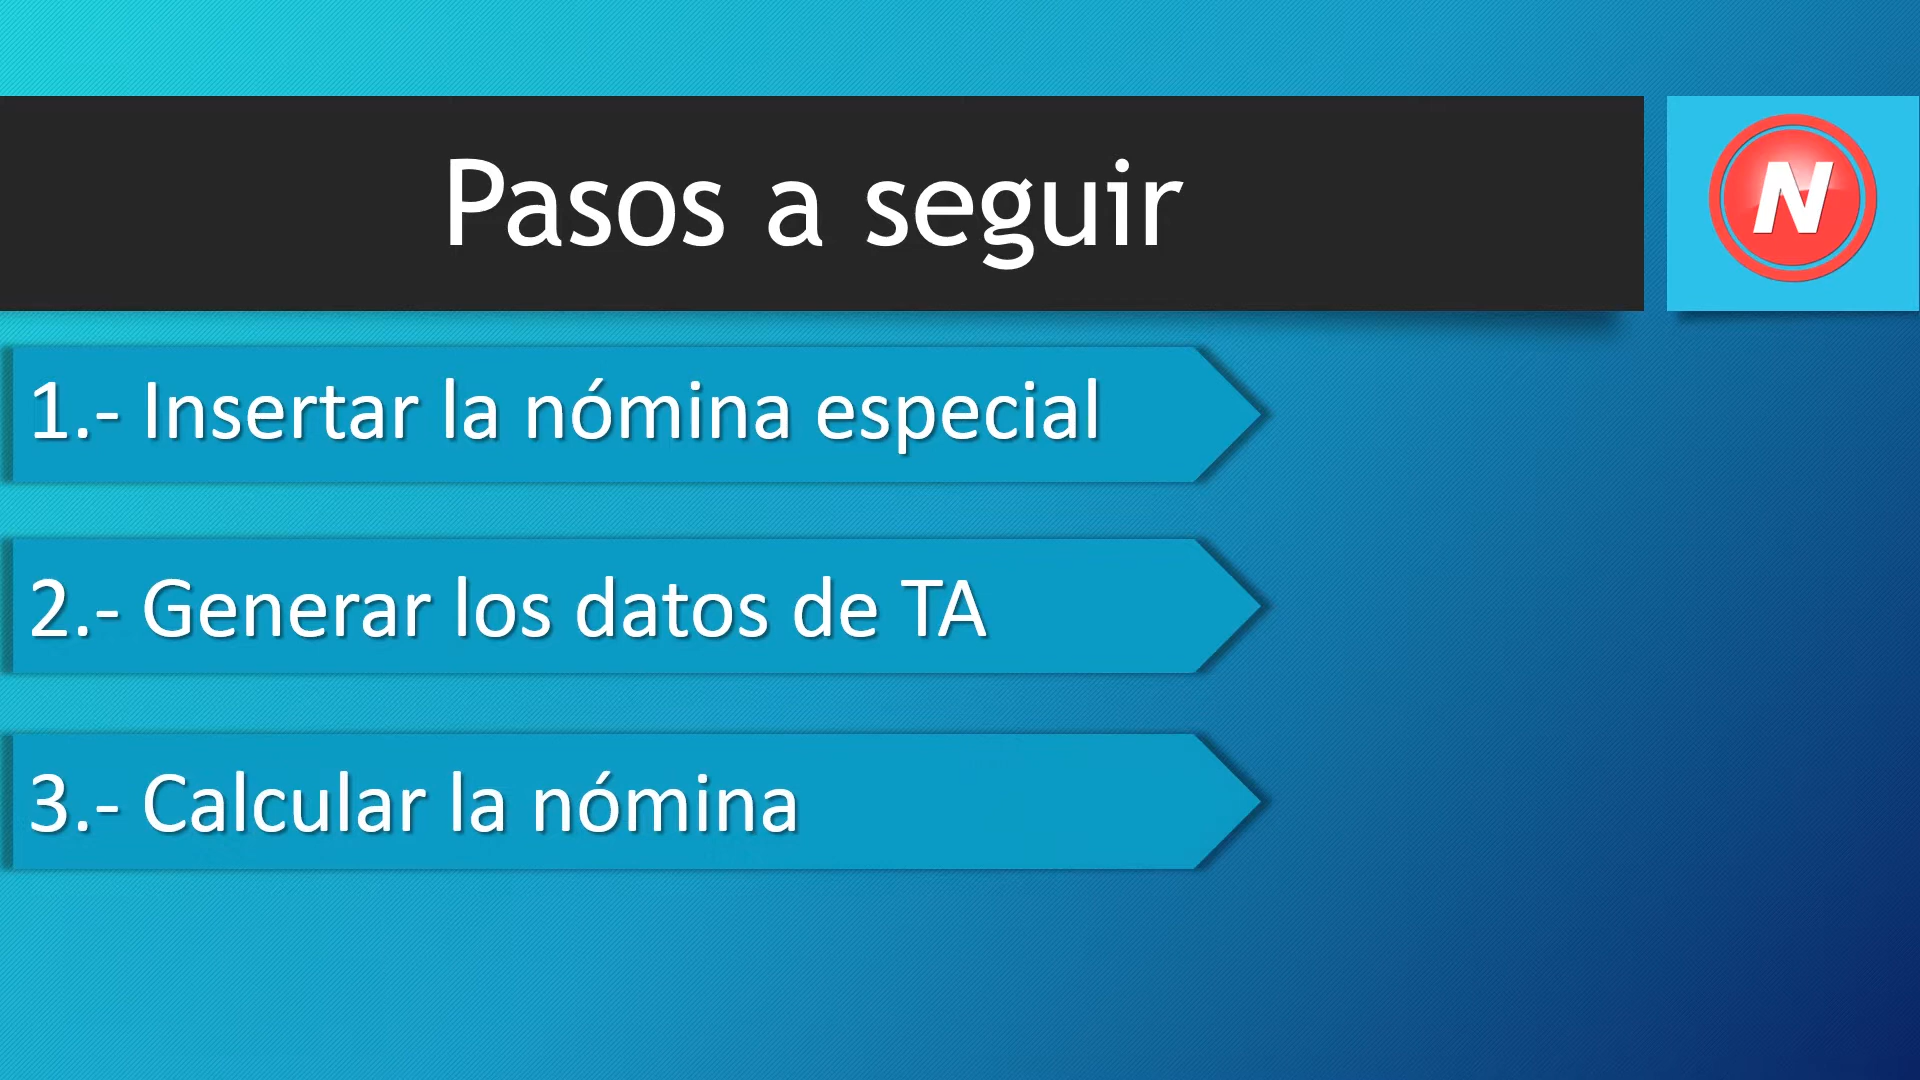 Pasos a seguir
N
1.- Insertar la nómina especial
2.- Generar los datos de TA
3.- Calcular la nómina